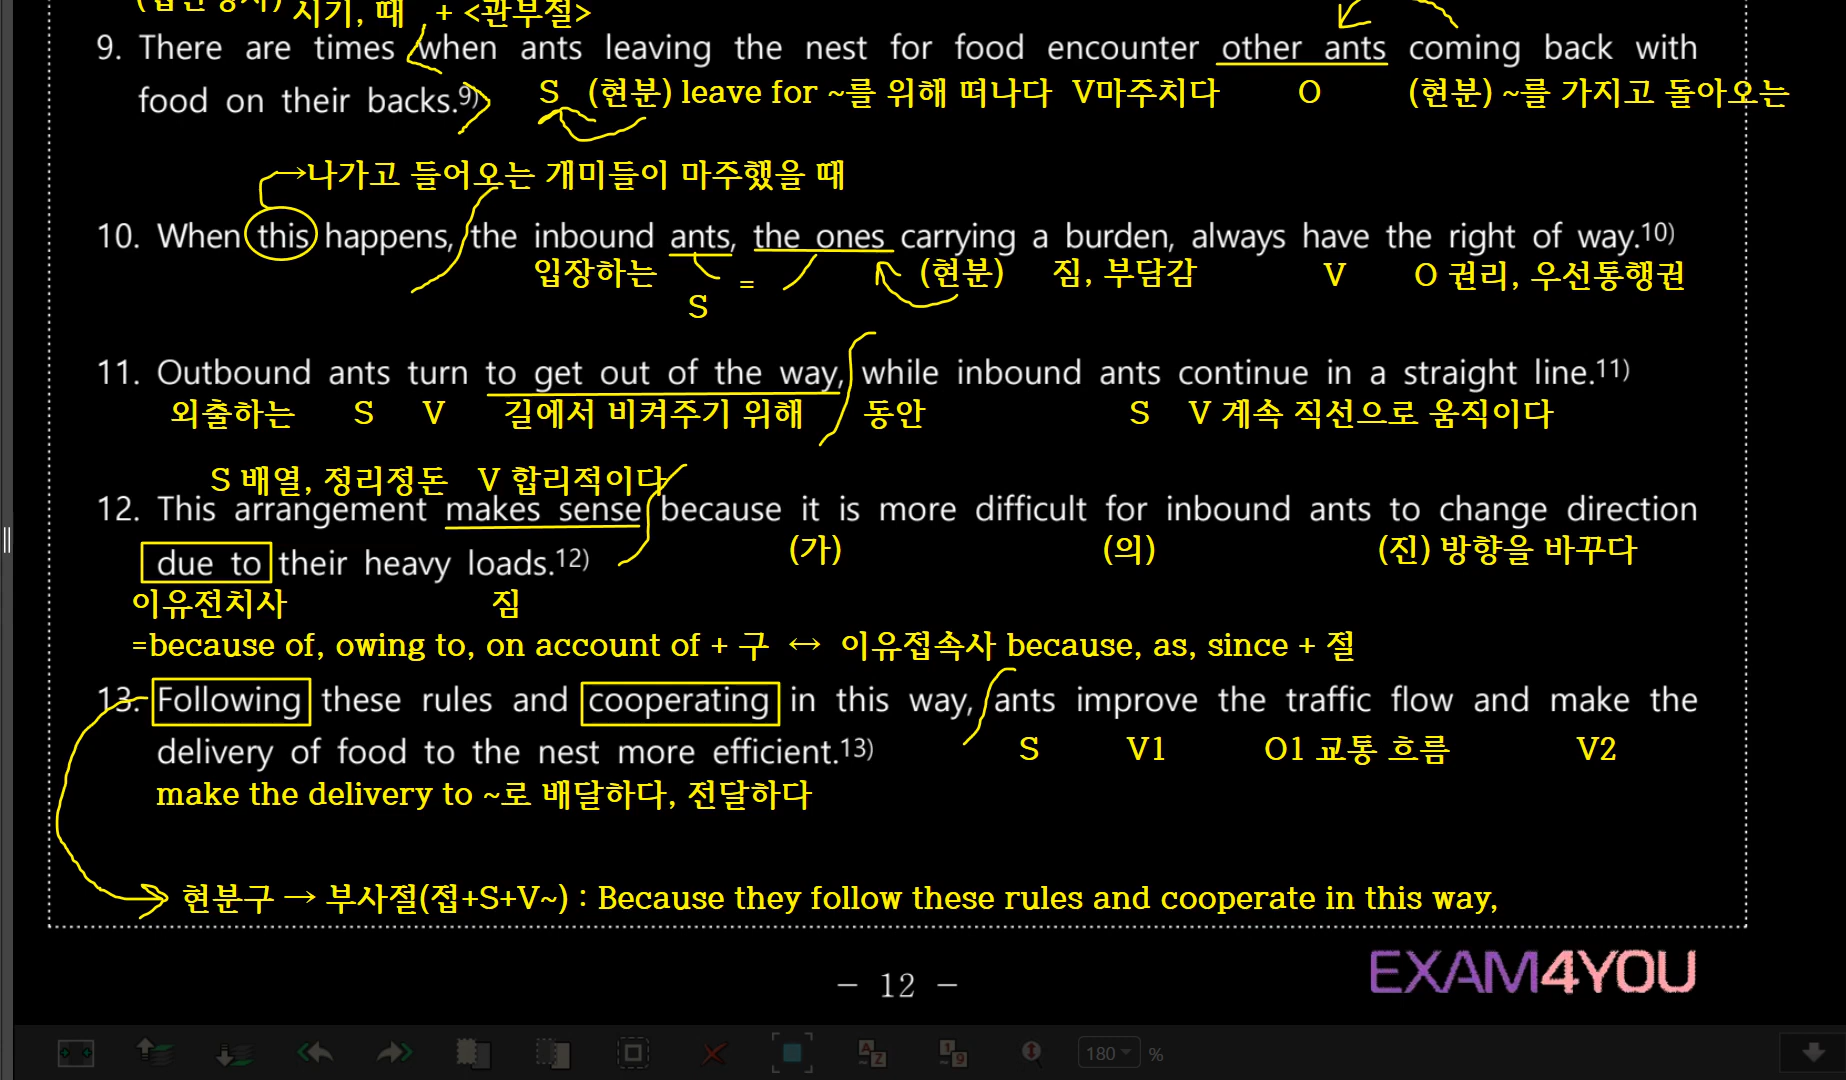 시기, 때 + <관부절>
9. There are times when ants leaving the nest for food encounter other ants coming back with
S (현분) leave for ~를 위해 떠나다 V마주치다 O (현분) ~를 가지고 돌아오는
food on their backs.9)
→나가고 들어오는 개미들이 마주했을 때
10. When this happens, the inbound ants, the ones carrying a burden, always have the right of way.10)
입장하는 S = (현분) 짐, 부담감 V O 권리, 우선통행권
11. Outbound ants turn to get out of the way, while inbound ants continue in a straight line.11)
외출하는 S V 길에서 비켜주기 위해 동안 S V 계속 직선으로 움직이다
S 배열, 정리정돈 V 합리적이다
12. This arrangement makes sense because it is more difficult for inbound ants to change direction
(가) (의) (진) 방향을 바꾸다
due to their heavy loads.12)
이유전치사 짐
=because of, owing to, on account of + 구 ↔ 이유접속사 because, as, since + 절
13. Following these rules and cooperating in this way, ants improve the traffic flow and make the
S V1 O1 교통 흐름 V2
delivery of food to the nest more efficient.13)
make the delivery to ~로 배달하다, 전달하다
현분구 → 부사절(접+S+V~) : Because they follow these rules and cooperate in this way,
- 12 -
EXAM4YOU
180 %